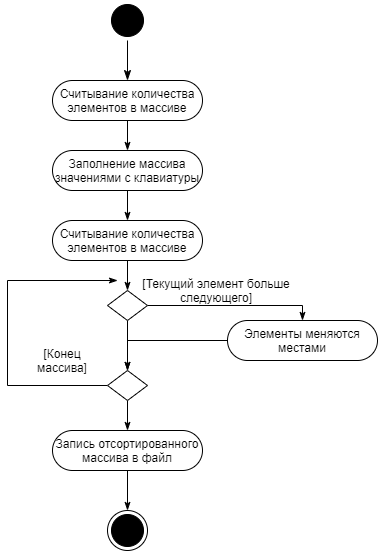 Считывание количества
элементов в массиве
Заполнение массива
значениями с клавиатуры
Считывание количества
элементов в массиве
[Текущий элемент больше
следующего]
Элементы меняются
местами
[Конец
массива]
Запись отсортированного
массива в файл